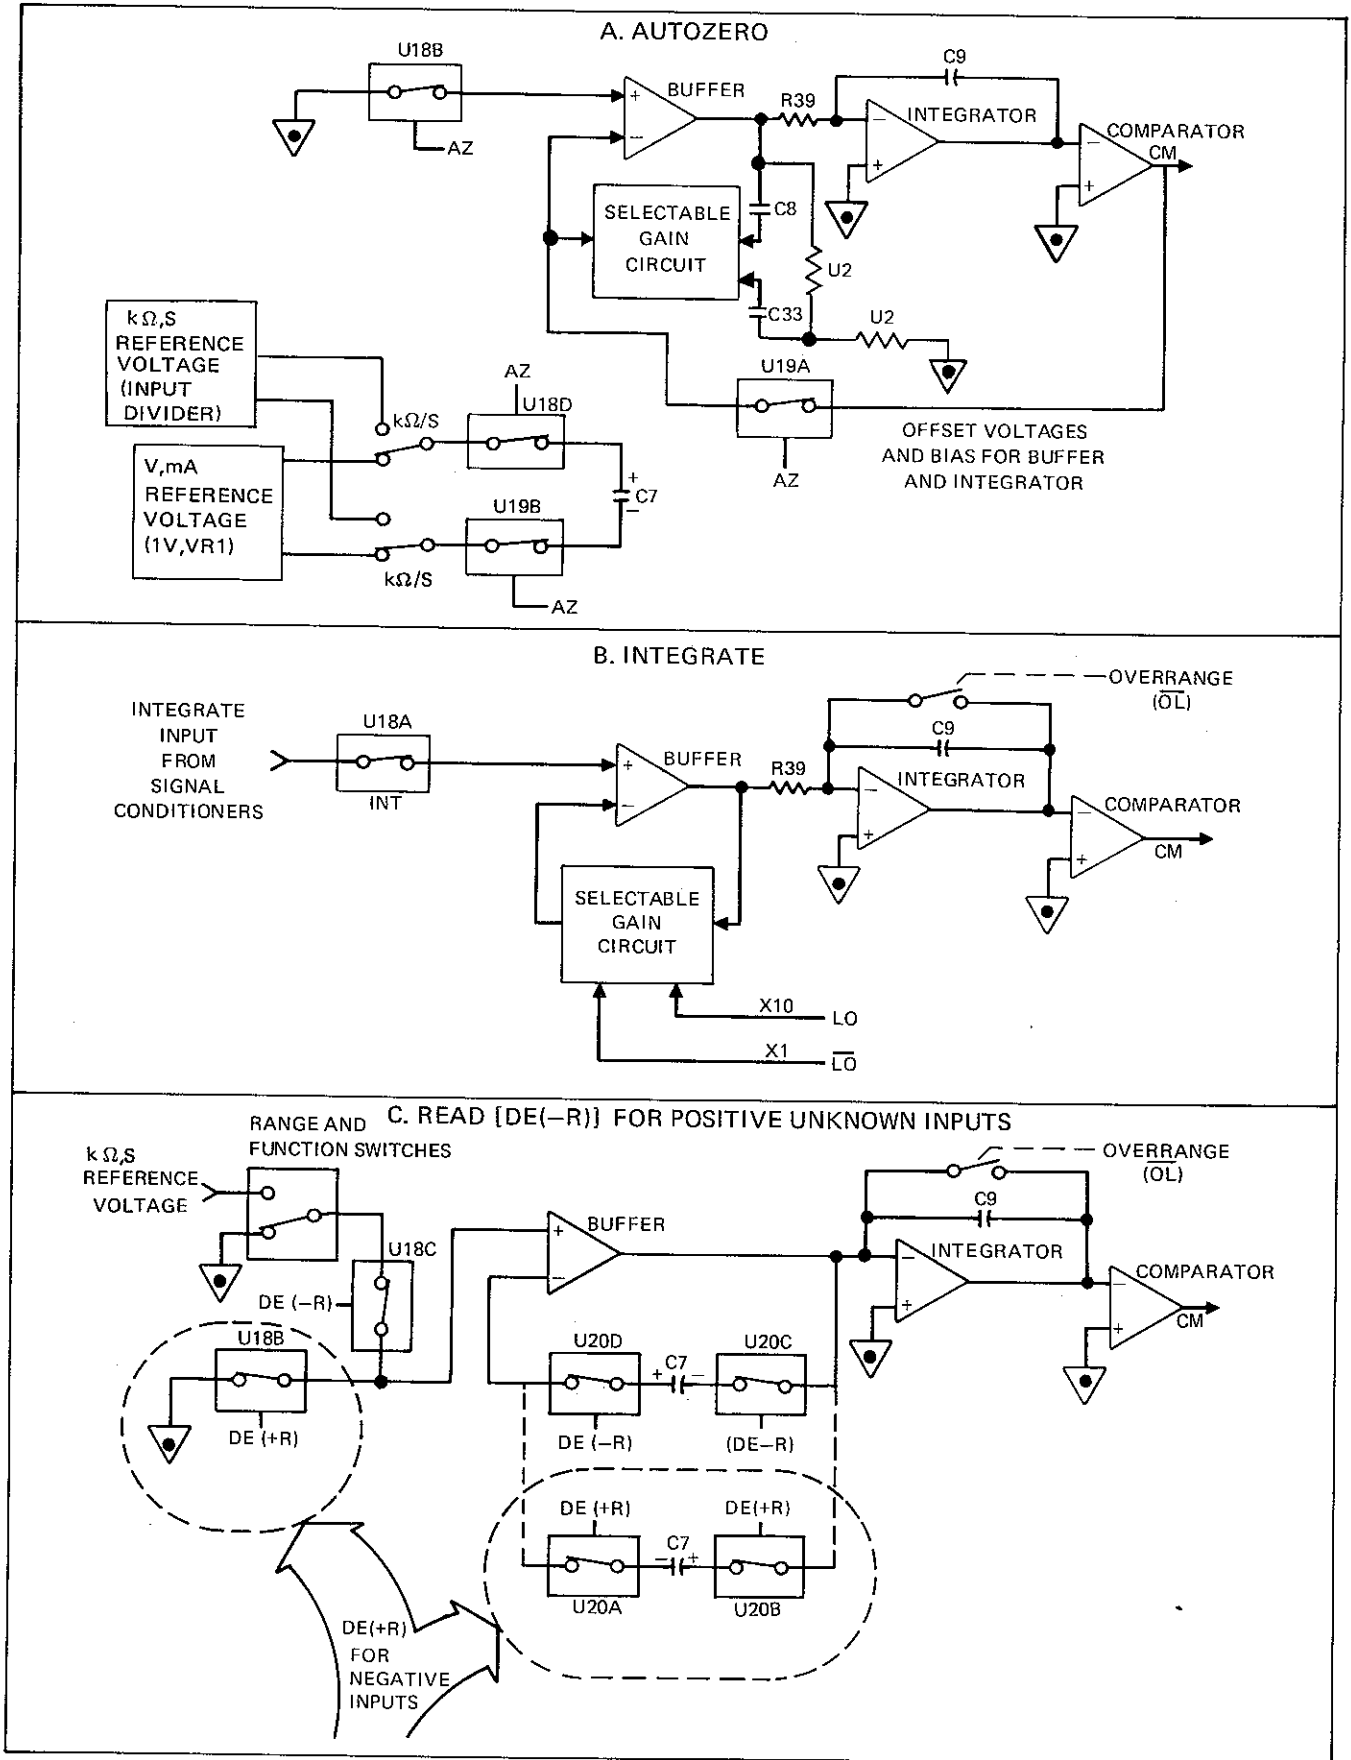 A. AUTOZERO
U18B
AZ
+
−
BUFFER
R39
C9
−
INTEGRATOR
+
−
COMPARATOR
CM
+
SELECTABLE
GAIN
CIRCUIT
C8
U2
C33
U2
U19A
AZ
OFFSET VOLTAGES
AND BIAS FOR BUFFER
AND INTEGRATOR
kΩ,S
REFERENCE
VOLTAGE
(INPUT
DIVIDER)
V,mA
REFERENCE
VOLTAGE
(1V,VR1)
kΩ/S
kΩ/S
AZ
U18D
+
C7
−
U19B
AZ
B. INTEGRATE
INTEGRATE
INPUT
FROM
SIGNAL
CONDITIONERS
U18A
INT
+
−
BUFFER
R39
C9
OVERRANGE
(O̅L̅)
−
INTEGRATOR
+
−
COMPARATOR
+
CM
SELECTABLE
GAIN
CIRCUIT
X10
LO
X1
L̅O̅
C. READ [DE(−R)] FOR POSITIVE UNKNOWN INPUTS
RANGE AND
FUNCTION SWITCHES
kΩ,S
REFERENCE
VOLTAGE
U18C
DE (−R)
U18B
DE (+R)
+
−
BUFFER
OVERRANGE
(O̅L̅)
C9
−
INTEGRATOR
+
−
COMPARATOR
+
CM
U20D
+
C7
−
U20C
DE (−R)
(DE−R)
DE (+R)
DE(+R)
−
C7
+
U20A
U20B
DE(+R)
FOR
NEGATIVE
INPUTS